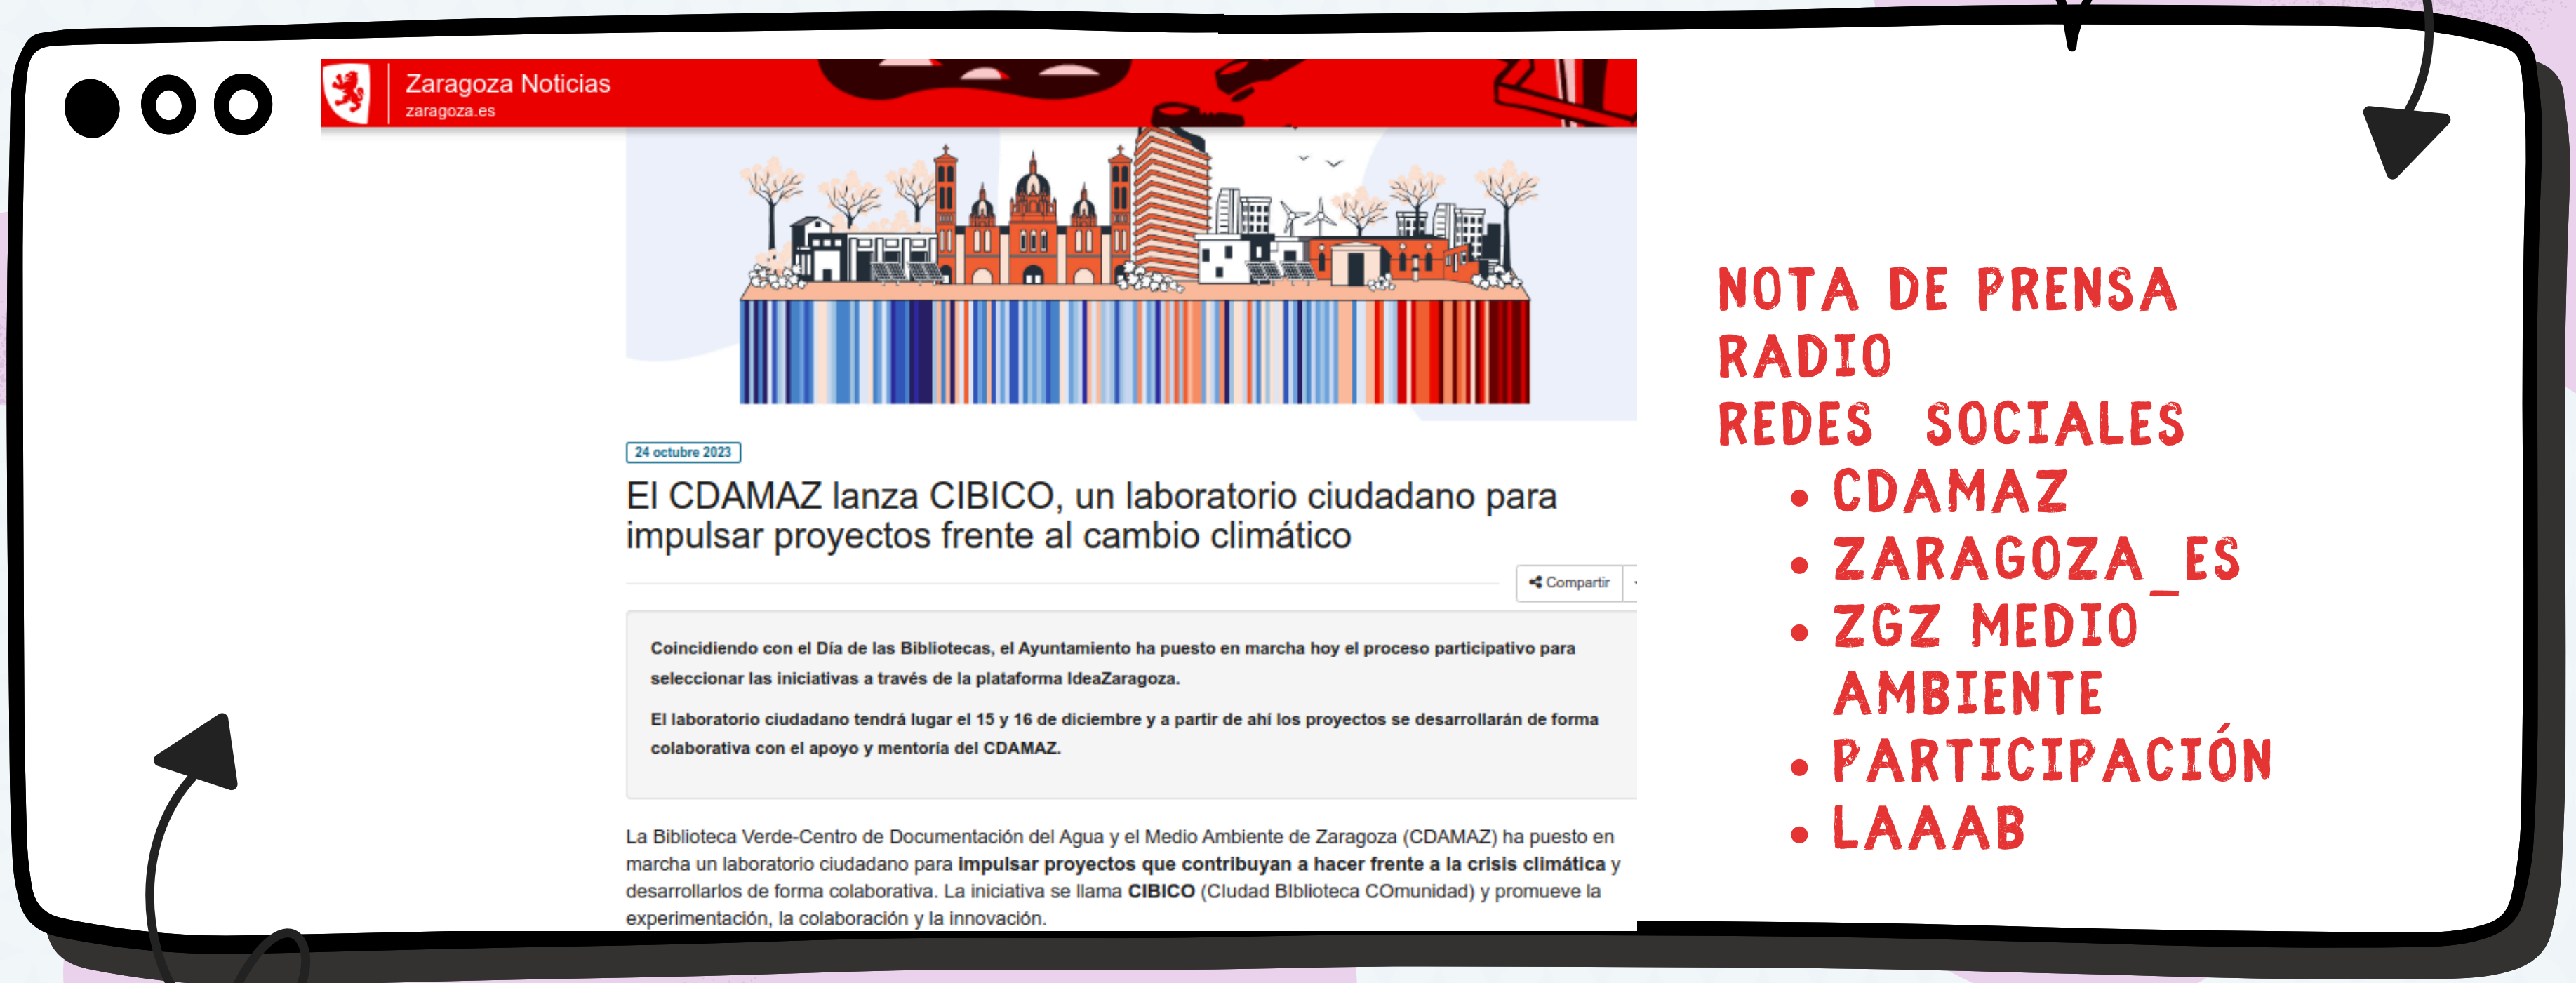 Zaragoza Noticias
zaragoza.es
24 octubre 2023
El CDAMAZ lanza CIBICO, un laboratorio ciudadano para
impulsar proyectos frente al cambio climático
Compartir
Coincidiendo con el Día de las Bibliotecas, el Ayuntamiento ha puesto en marcha hoy el proceso participativo para
seleccionar las iniciativas a través de la plataforma IdeaZaragoza.
El laboratorio ciudadano tendrá lugar el 15 y 16 de diciembre y a partir de ahí los proyectos se desarrollarán de forma
colaborativa con el apoyo y mentoría del CDAMAZ.
La Biblioteca Verde-Centro de Documentación del Agua y el Medio Ambiente de Zaragoza (CDAMAZ) ha puesto en
marcha un laboratorio ciudadano para impulsar proyectos que contribuyan a hacer frente a la crisis climática y
desarrollarlos de forma colaborativa. La iniciativa se llama CIBICO (CIudad BIblioteca COmunidad) y promueve la
experimentación, la colaboración y la innovación.
NOTA DE PRENSA
RADIO
REDES SOCIALES
• CDAMAZ
• ZARAGOZA_ES
• ZGZ MEDIO
AMBIENTE
• PARTICIPACIÓN
• LAAAB